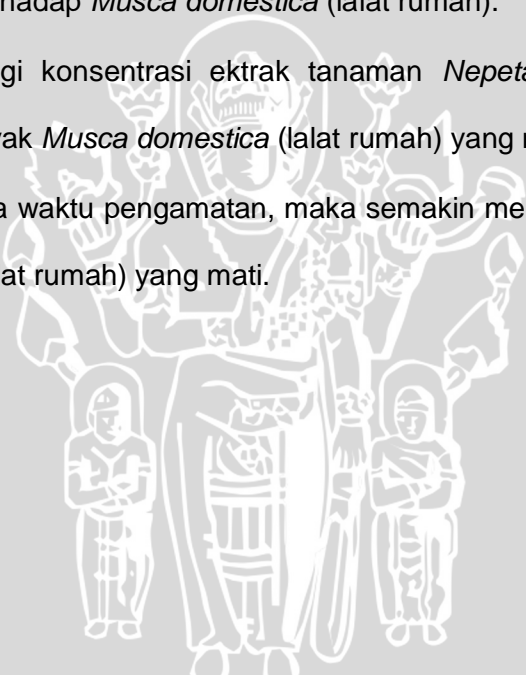 hadap Musca domestica (lalat rumah).
gi konsentrasi ektrak tanaman Nepeta
yak Musca domestica (lalat rumah) yang
a waktu pengamatan, maka semakin me
at rumah) yang mati.